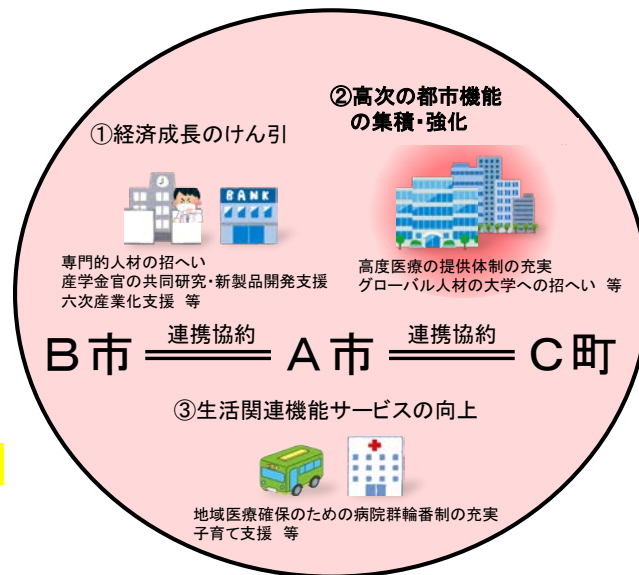 ②高次の都市機能
の集積・強化
①経済成長のけん引
BANK
専門的人材の招へい
産学金官の共同研究・新製品開発支援
六次産業化支援 等
高度医療の提供体制の充実
グローバル人材の大学への招へい 等
B市 連携協約 A市 連携協約 C町
③生活関連機能サービスの向上
地域医療確保のための病院群輪番制の充実
子育て支援 等